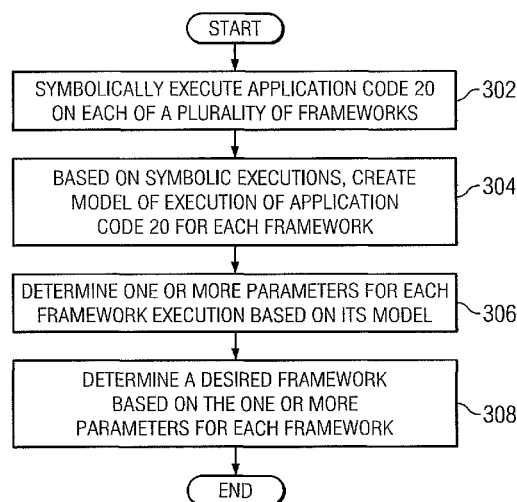 START
SYMBOLICALLY EXECUTE APPLICATION CODE 20
ON EACH OF A PLURALITY OF FRAMEWORKS
302
BASED ON SYMBOLIC EXECUTIONS, CREATE
MODEL OF EXECUTION OF APPLICATION
CODE 20 FOR EACH FRAMEWORK
304
DETERMINE ONE OR MORE PARAMETERS FOR EACH
FRAMEWORK EXECUTION BASED ON ITS MODEL
306
DETERMINE A DESIRED FRAMEWORK
BASED ON THE ONE OR MORE
PARAMETERS FOR EACH FRAMEWORK
308
END